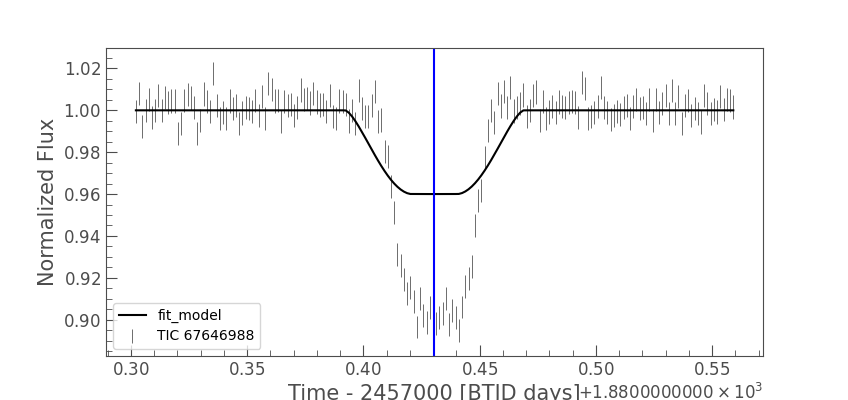 1.02
1.00
0.98
0.96
0.94
0.92
0.90
Normalized Flux
fit_model
TIC 67646988
0.30 0.35 0.40 0.45 0.50 0.55
Time - 2457000 [BTJD days]
+1.8800000000 × 10³